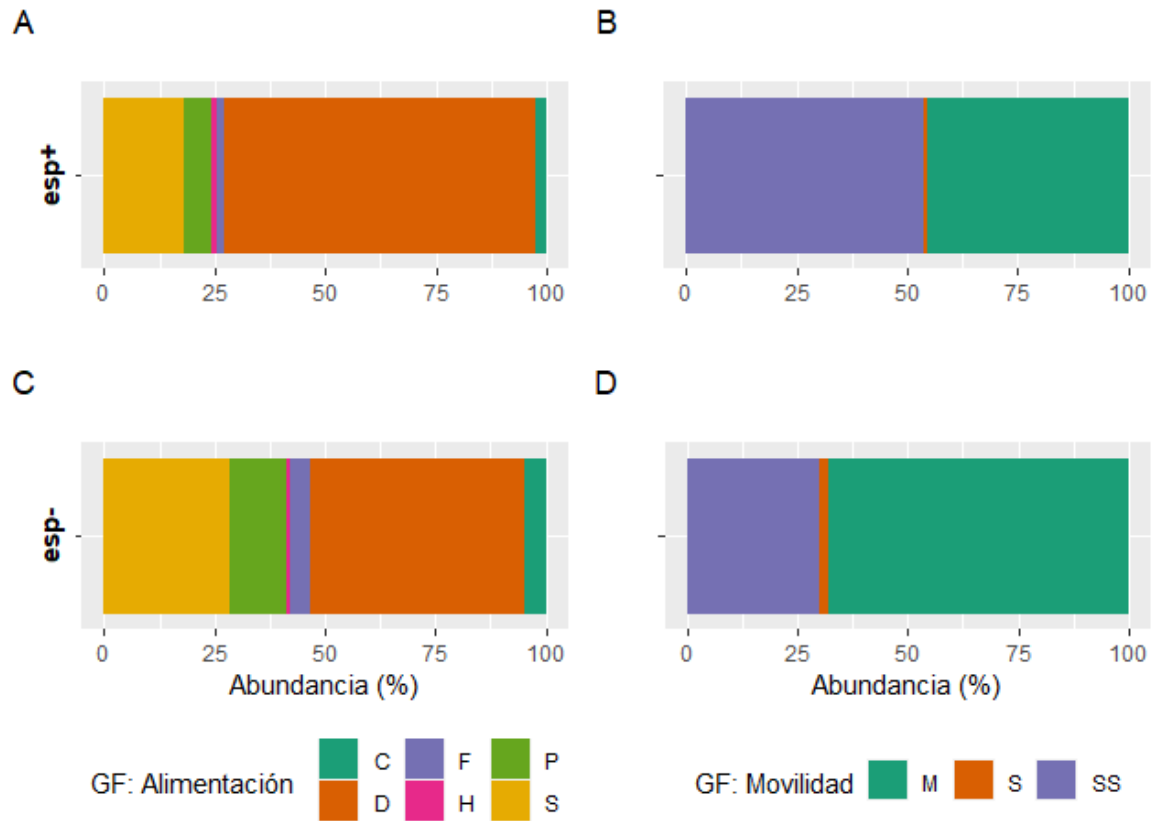 A
B
esp+
0 25 50 75 100
0 25 50 75 100
C
D
esp-
0 25 50 75 100
0 25 50 75 100
Abundancia (%)
Abundancia (%)
GF: Alimentación C F P
D H S
GF: Movilidad M S SS